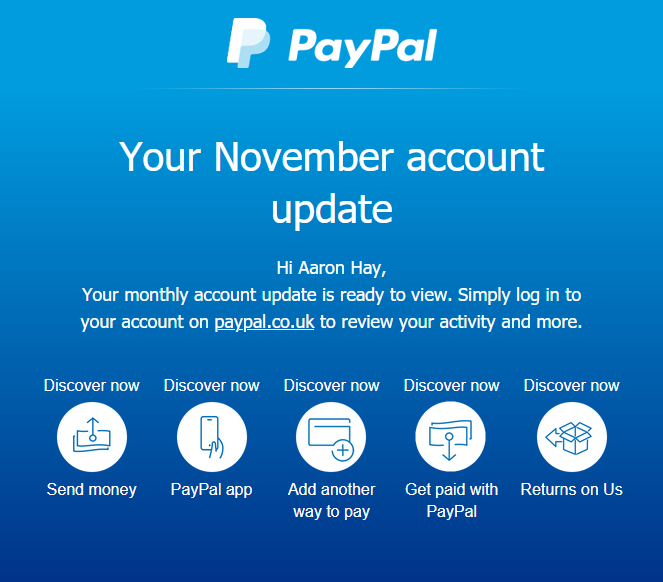 PayPal
Your November account
update
Hi Aaron Hay,
Your monthly account update is ready to view. Simply log in to
your account on paypal.co.uk to review your activity and more.
Discover now
Send money
Discover now
PayPal app
Discover now
Add another
way to pay
Discover now
Get paid with
PayPal
Discover now
Returns on Us